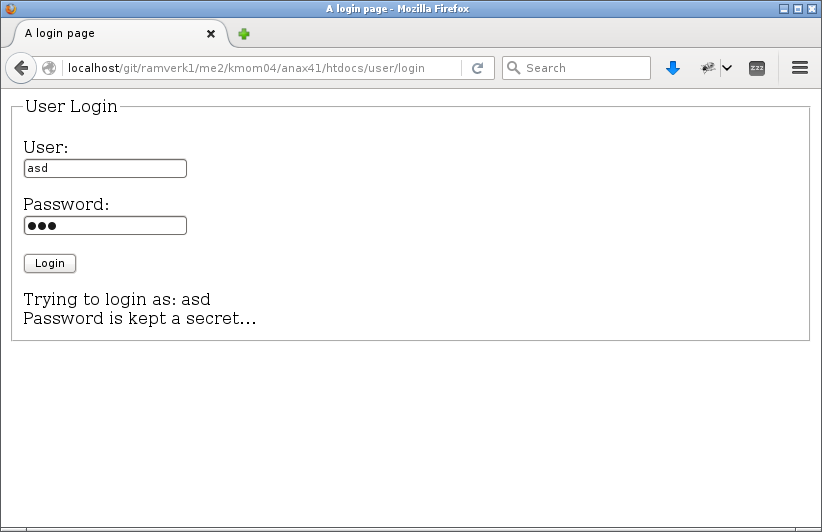 A login page - Mozilla Firefox
A login page
localhost/git/ramverk1/me2/kmom04/anax41/htdocs/user/login
Search
zzz
User Login
User:
asd
Password:
●●●
Login
Trying to login as: asd
Password is kept a secret...